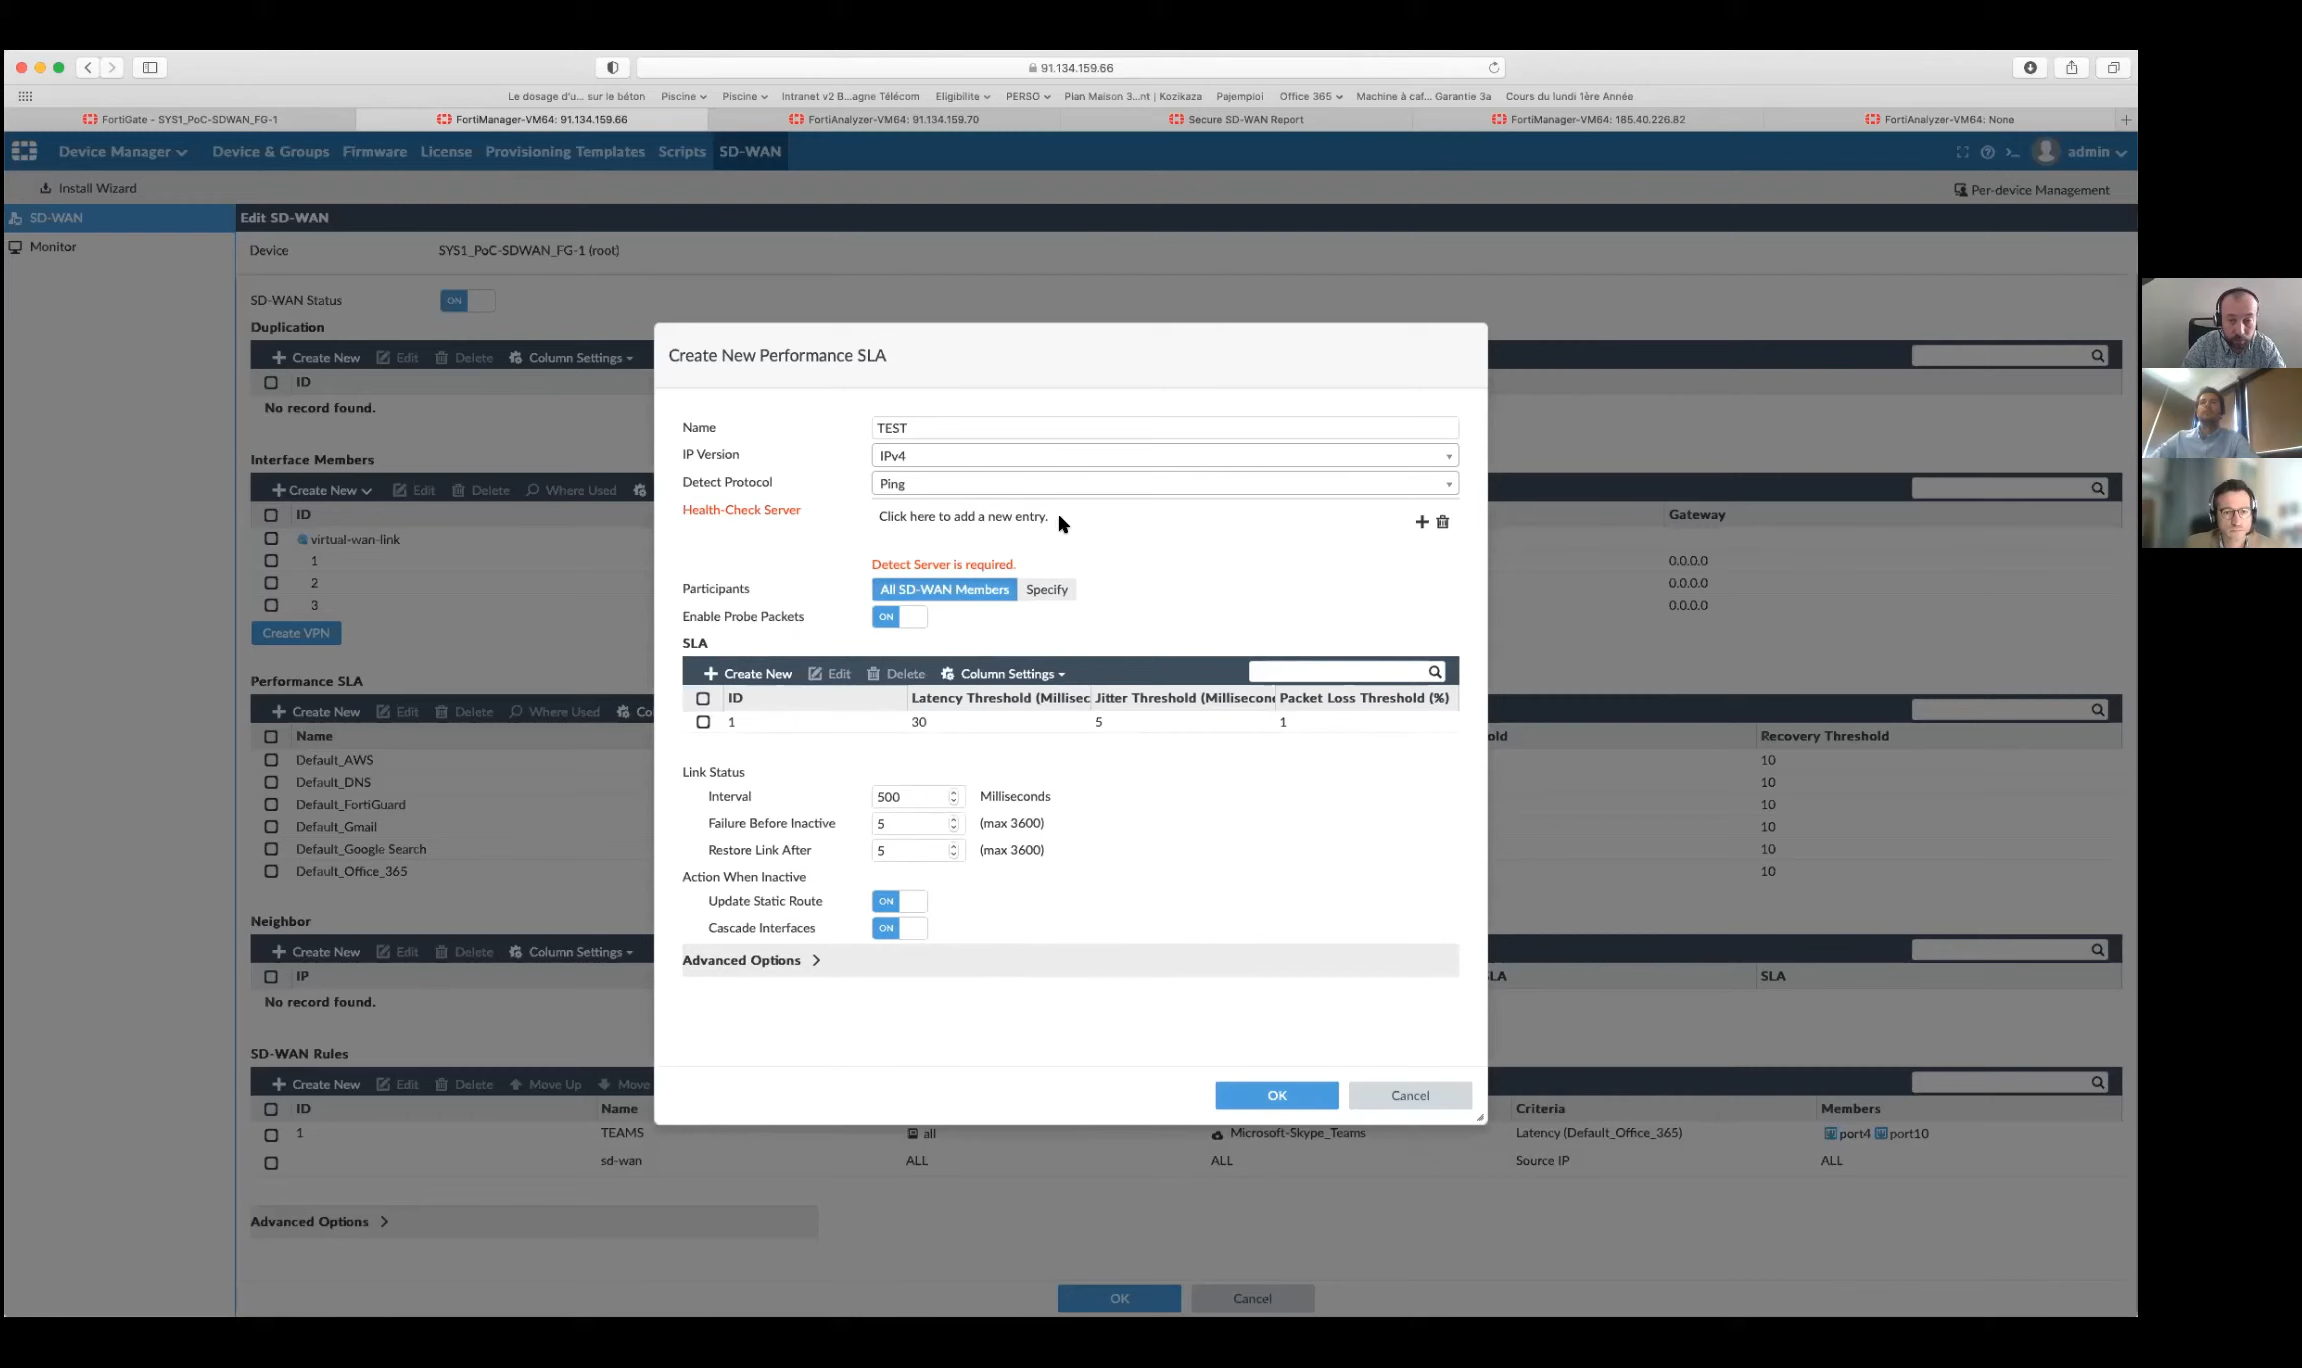 91.134.159.66
Le dosage d'u... sur le béton Piscine Piscine Intranet v2 B...agne Télécom Eligibilite PERSO Plan Maison 3...nt | Kozikaza Pajemploi Office 365 Machine à caf... Garantie 3a Cours du lundi 1ère Année
FortiGate - SYS1_PoC-SDWAN_FG-1 FortiManager-VM64: 91.134.159.66 FortiAnalyzer-VM64: 91.134.159.70 Secure SD-WAN Report FortiManager-VM64: 185.40.226.82 FortiAnalyzer-VM64: None
Device Manager Device & Groups Firmware License Provisioning Templates Scripts SD-WAN admin
Install Wizard Per-device Management
SD-WAN Edit SD-WAN
Monitor Device SYS1_PoC-SDWAN_FG-1 (root)
SD-WAN Status ON
Duplication
Create New Edit Delete Column Settings
ID
No record found.
Interface Members
Create New Edit Delete Where Used
ID Gateway
virtual-wan-link
1 0.0.0.0
2 0.0.0.0
3 0.0.0.0
Create VPN
Performance SLA
Create New Edit Delete Where Used Co
Name old Recovery Threshold
Default_AWS 10
Default_DNS 10
Default_FortiGuard 10
Default_Gmail 10
Default_Google Search 10
Default_Office_365 10
Neighbor
Create New Edit Delete Column Settings
IP SLA SLA
No record found.
SD-WAN Rules
Create New Edit Delete Move Up Move
ID Name Criteria Members
1 TEAMS all Microsoft-Skype_Teams Latency (Default_Office_365) port4 port10
sd-wan ALL ALL Source IP ALL
Advanced Options
OK Cancel
Create New Performance SLA
Name TEST
IP Version IPv4
Detect Protocol Ping
Health-Check Server Click here to add a new entry.
Detect Server is required.
Participants All SD-WAN Members Specify
Enable Probe Packets ON
SLA
Create New Edit Delete Column Settings
ID Latency Threshold (Millisec Jitter Threshold (Millisecon Packet Loss Threshold (%)
1 30 5 1
Link Status
Interval 500 Milliseconds
Failure Before Inactive 5 (max 3600)
Restore Link After 5 (max 3600)
Action When Inactive
Update Static Route ON
Cascade Interfaces ON
Advanced Options
OK Cancel